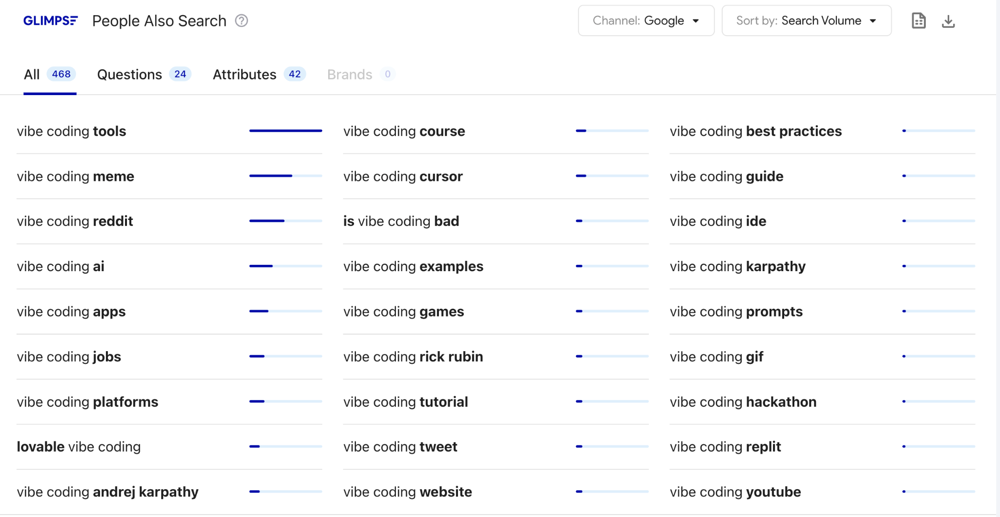 GLIMPSE People Also Search ? Channel: Google Sort by: Search Volume
All 468 Questions 24 Attributes 42 Brands 0
vibe coding tools
vibe coding meme
vibe coding reddit
vibe coding ai
vibe coding apps
vibe coding jobs
vibe coding platforms
lovable vibe coding
vibe coding andrej karpathy
vibe coding course
vibe coding cursor
is vibe coding bad
vibe coding examples
vibe coding games
vibe coding rick rubin
vibe coding tutorial
vibe coding tweet
vibe coding website
vibe coding best practices
vibe coding guide
vibe coding ide
vibe coding karpathy
vibe coding prompts
vibe coding gif
vibe coding hackathon
vibe coding replit
vibe coding youtube